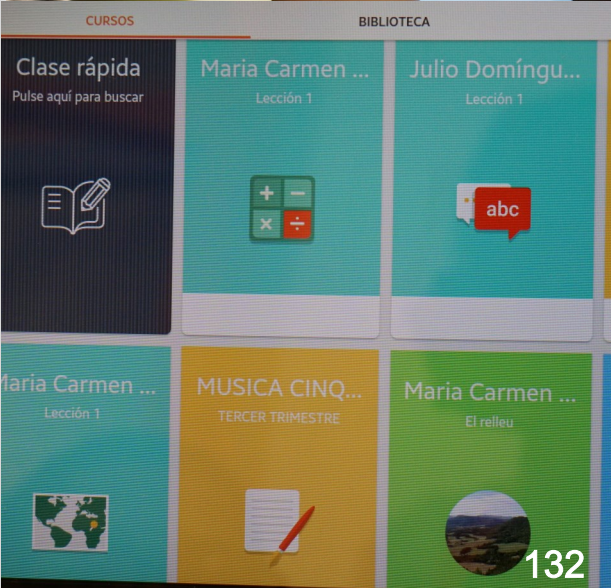 CURSOS
BIBLIOTECA
Clase rápida
Pulse aquí para buscar
Maria Carmen ...
Lección 1
+ −
× ÷
Julio Domíngu...
Lección 1
abc
Maria Carmen ...
Lección 1
MUSICA CINQ...
TERCER TRIMESTRE
Maria Carmen ...
El relleu
132